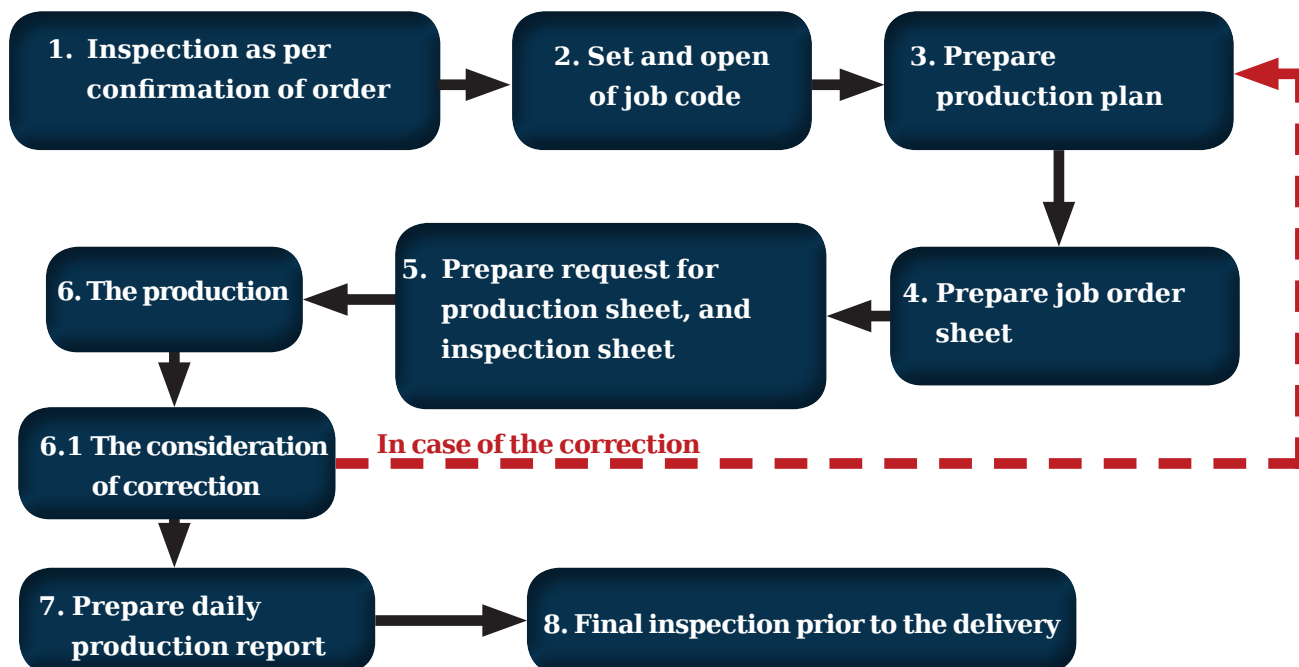 1. Inspection as per
confirmation of order
2. Set and open
of job code
3. Prepare
production plan
4. Prepare job order
sheet
5. Prepare request for
production sheet, and
inspection sheet
6. The production
6.1 The consideration
of correction
In case of the correction
7. Prepare daily
production report
8. Final inspection prior to the delivery